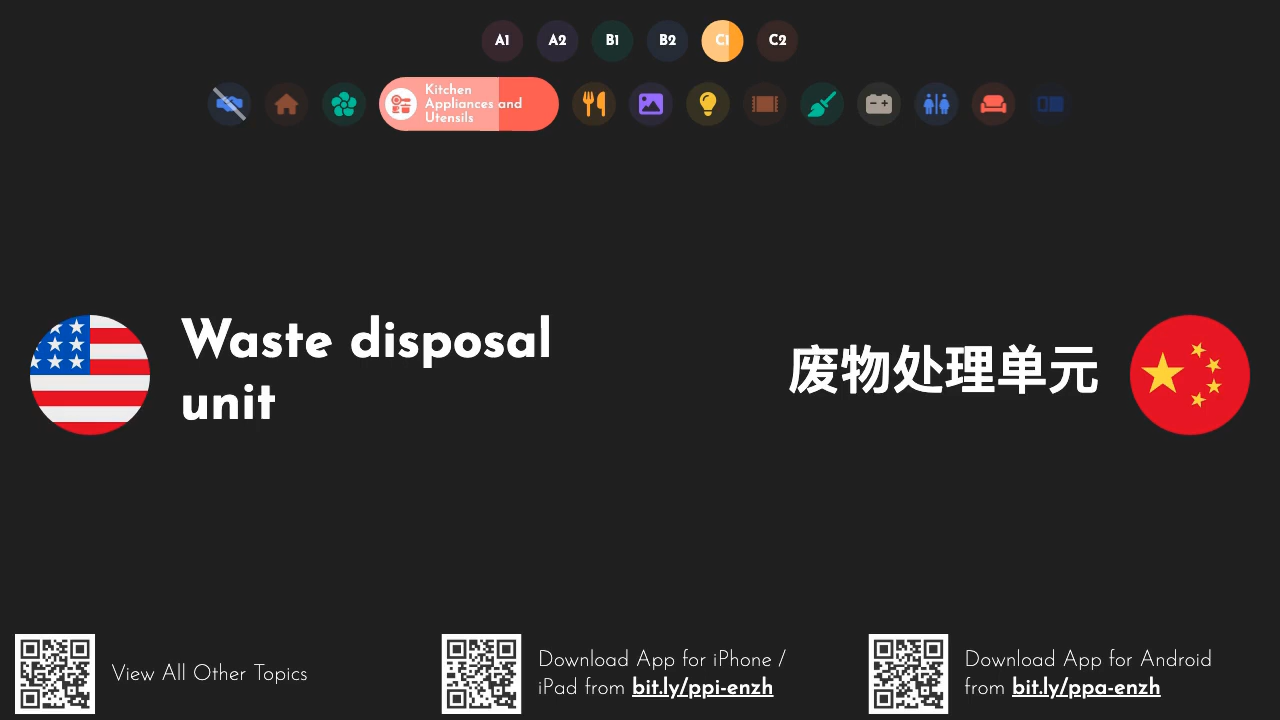 A1 A2 B1 B2 C1 C2
Kitchen
Appliances and
Utensils
Waste disposal
unit
废物处理单元
View All Other Topics
Download App for iPhone /
iPad from bit.ly/ppi-enzh
Download App for Android
from bit.ly/ppa-enzh